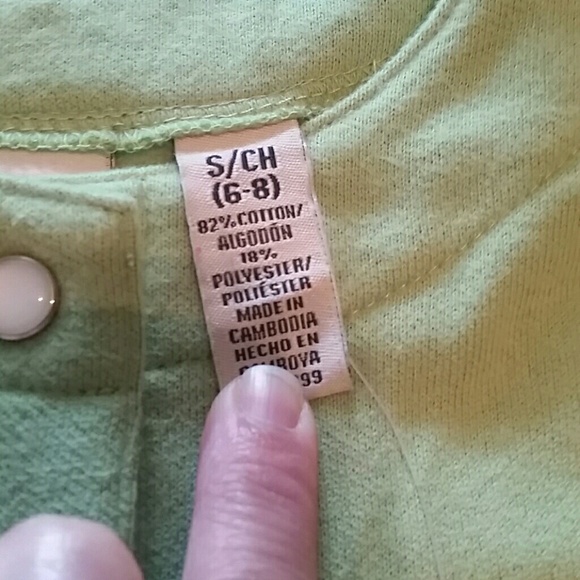 S/CH
(6-8)
82% COTTON/
ALGODÓN
18%
POLYESTER/
POLIÉSTER
MADE IN
CAMBODIA
HECHO EN